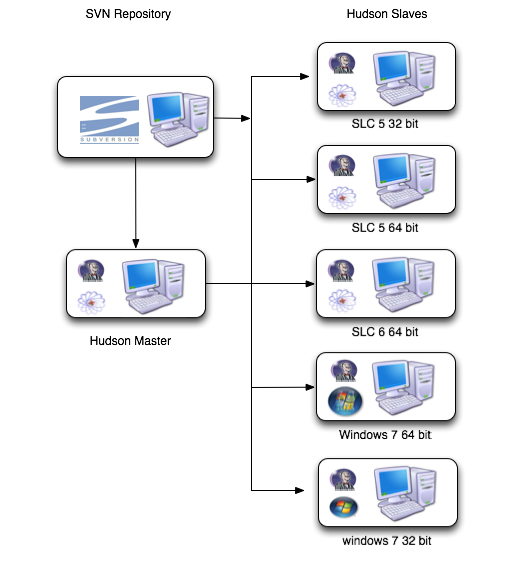 SVN Repository
Hudson Slaves
SUBVERSION
SLC 5 32 bit
SLC 5 64 bit
Hudson Master
SLC 6 64 bit
Windows 7 64 bit
windows 7 32 bit